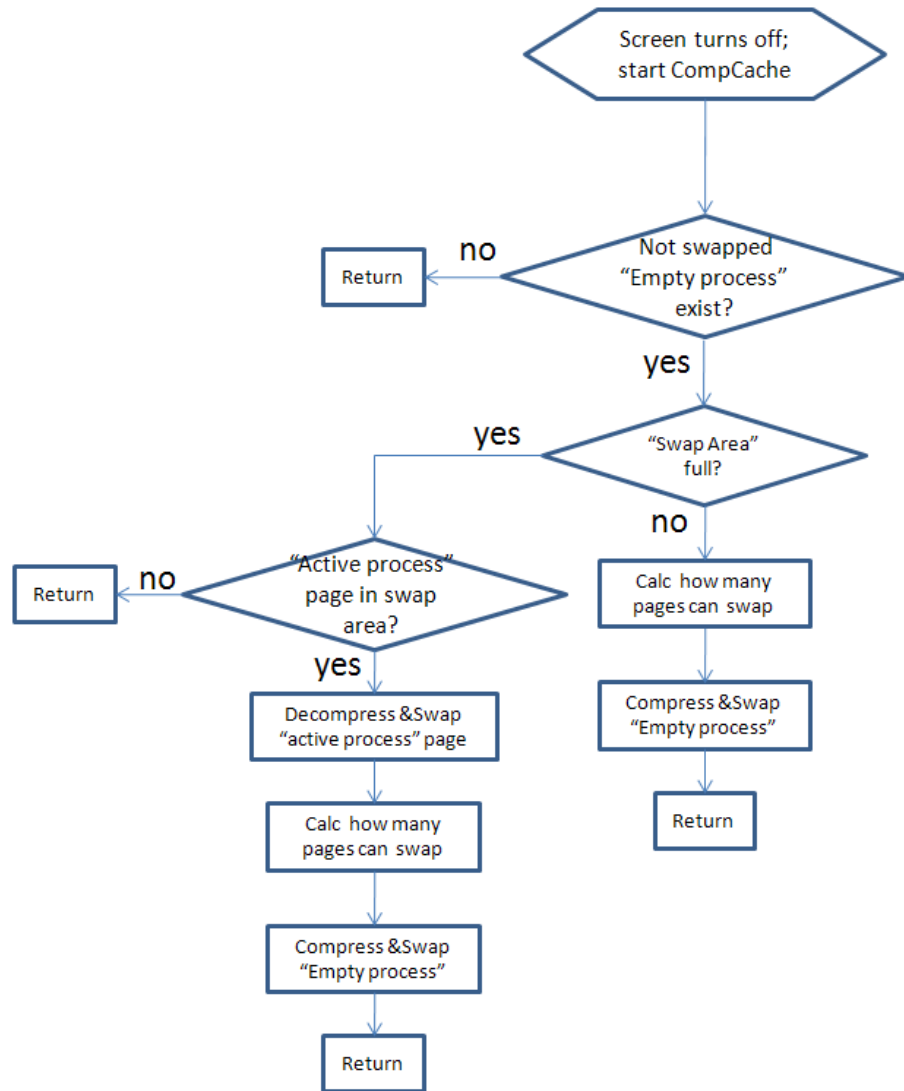 Screen turns off;
start CompCache
Not swapped
“Empty process”
exist?
no
Return
yes
“Swap Area”
full?
yes
no
“Active process”
page in swap
area?
no
Return
yes
Calc how many
pages can swap
Compress &Swap
“Empty process”
Return
Decompress &Swap
“active process” page
Calc how many
pages can swap
Compress &Swap
“Empty process”
Return